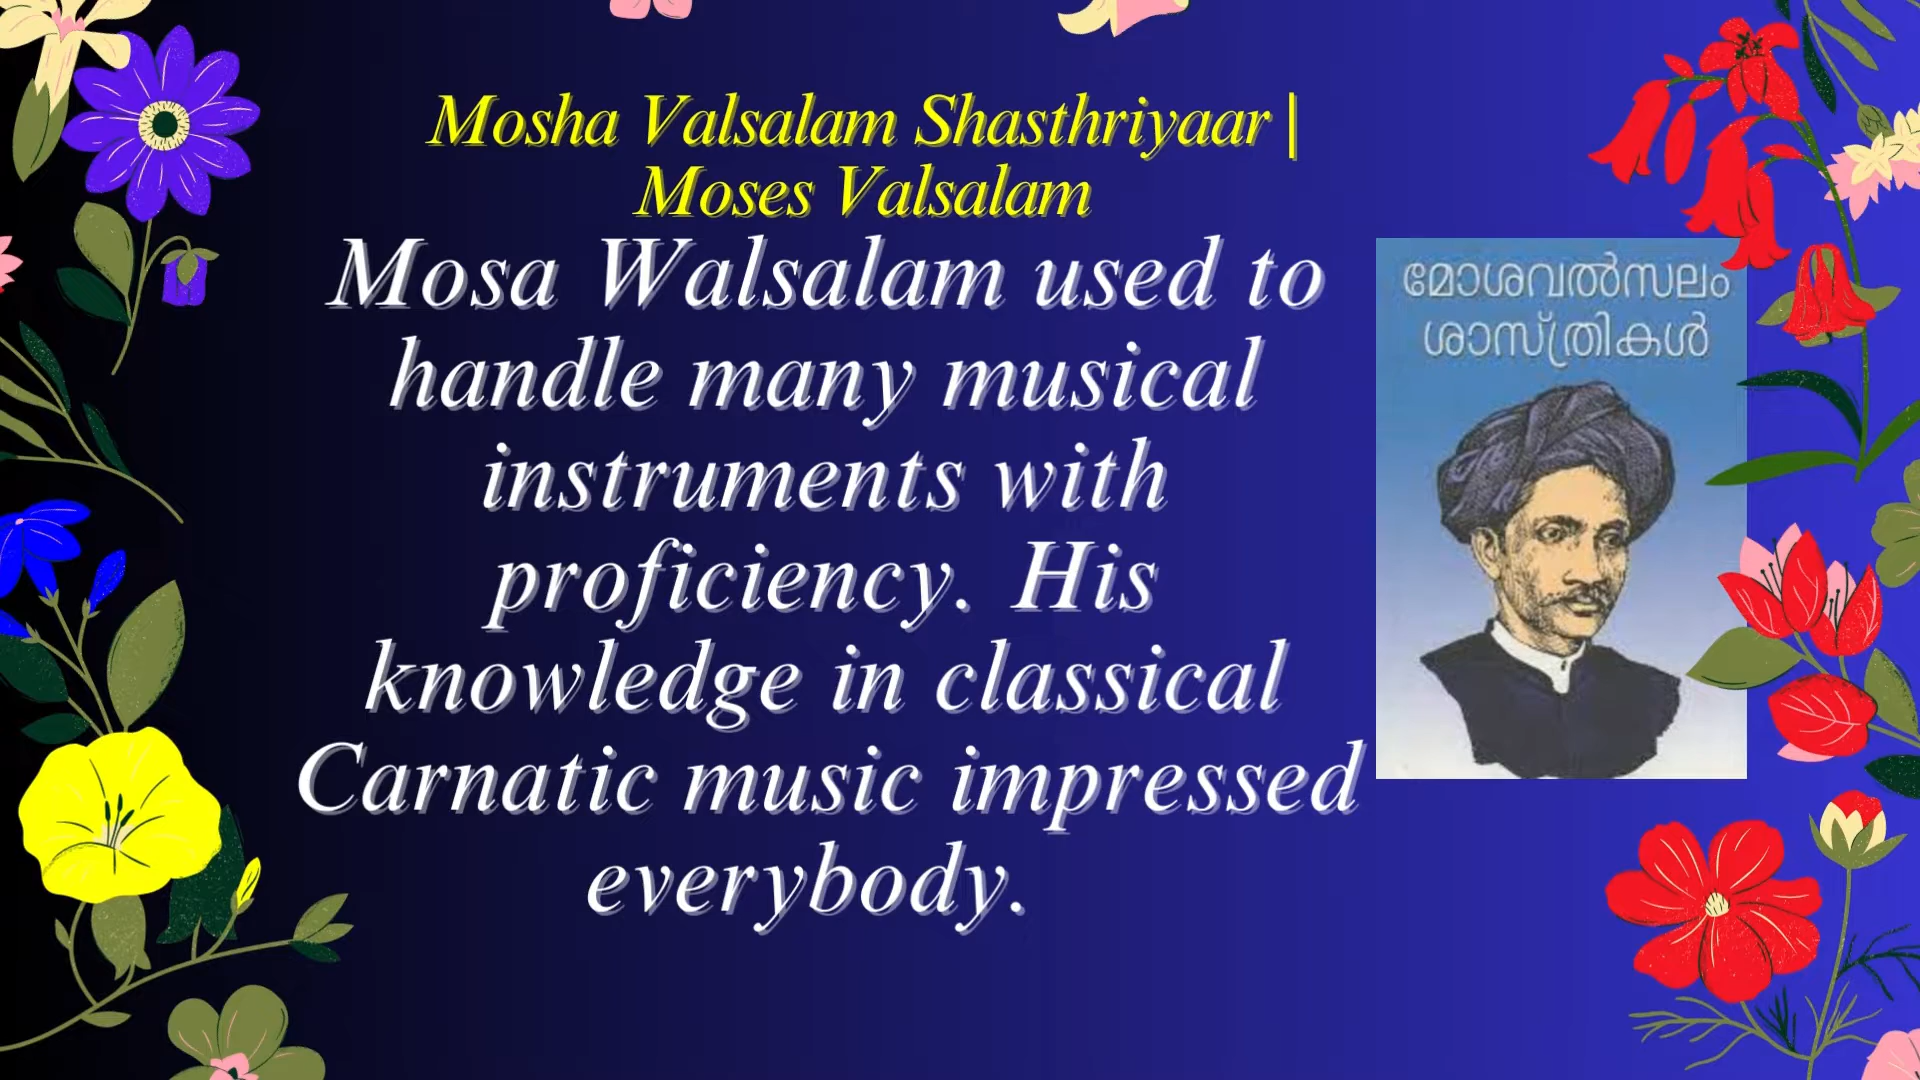 Mosha Valsalam Shasthriyaar |
Moses Valsalam
Mosa Walsalam used to
handle many musical
instruments with
proficiency. His
knowledge in classical
Carnatic music impressed
everybody.
മോശവൽസലം
ശാസ്ത്രികൾ